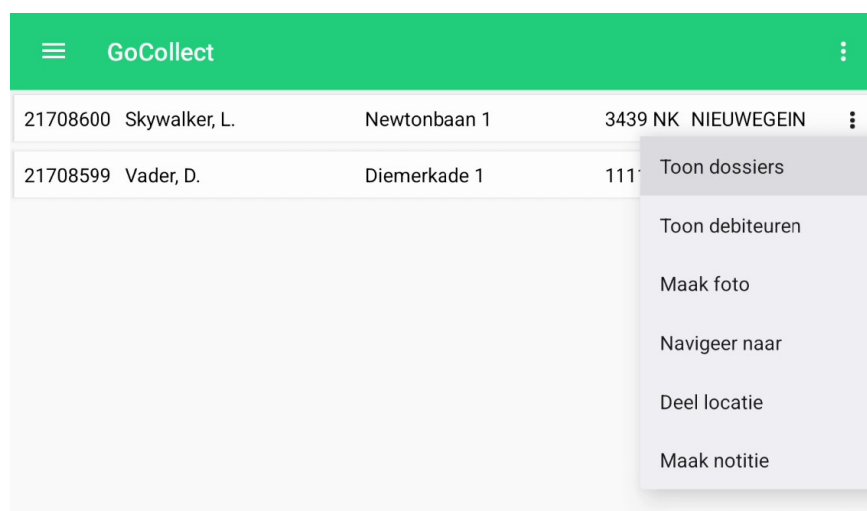 GoCollect
21708600 Skywalker, L. Newtonbaan 1 3439 NK NIEUWEGEIN
21708599 Vader, D. Diemerkade 1 111
Toon dossiers
Toon debiteuren
Maak foto
Navigeer naar
Deel locatie
Maak notitie